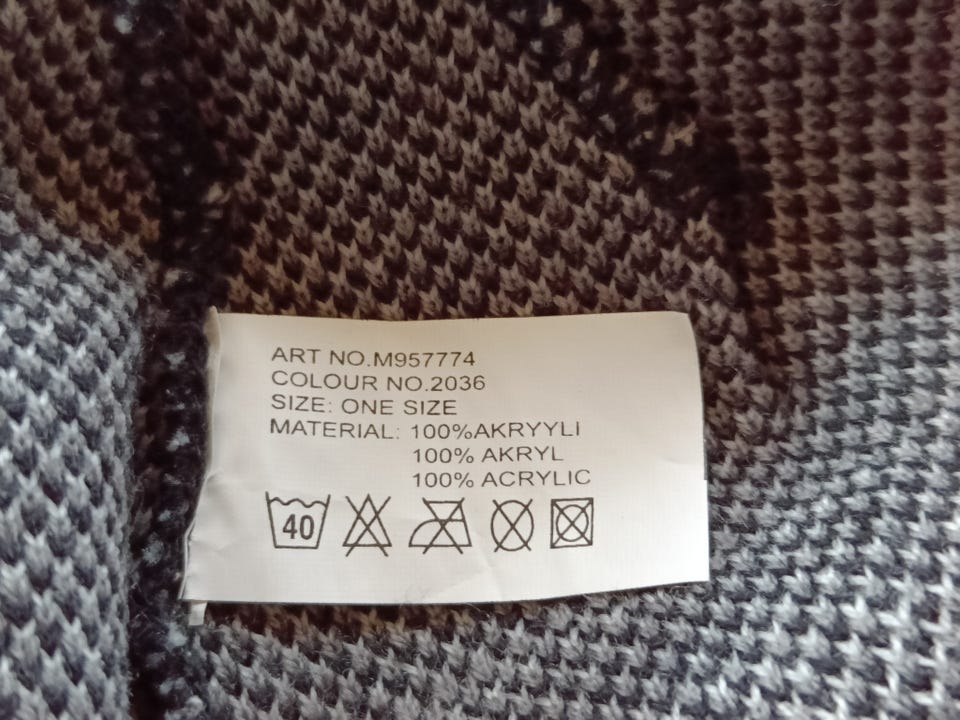 ART NO.M957774
COLOUR NO.2036
SIZE: ONE SIZE
MATERIAL: 100%AKRYYLI
100% AKRYL
100% ACRYLIC
40